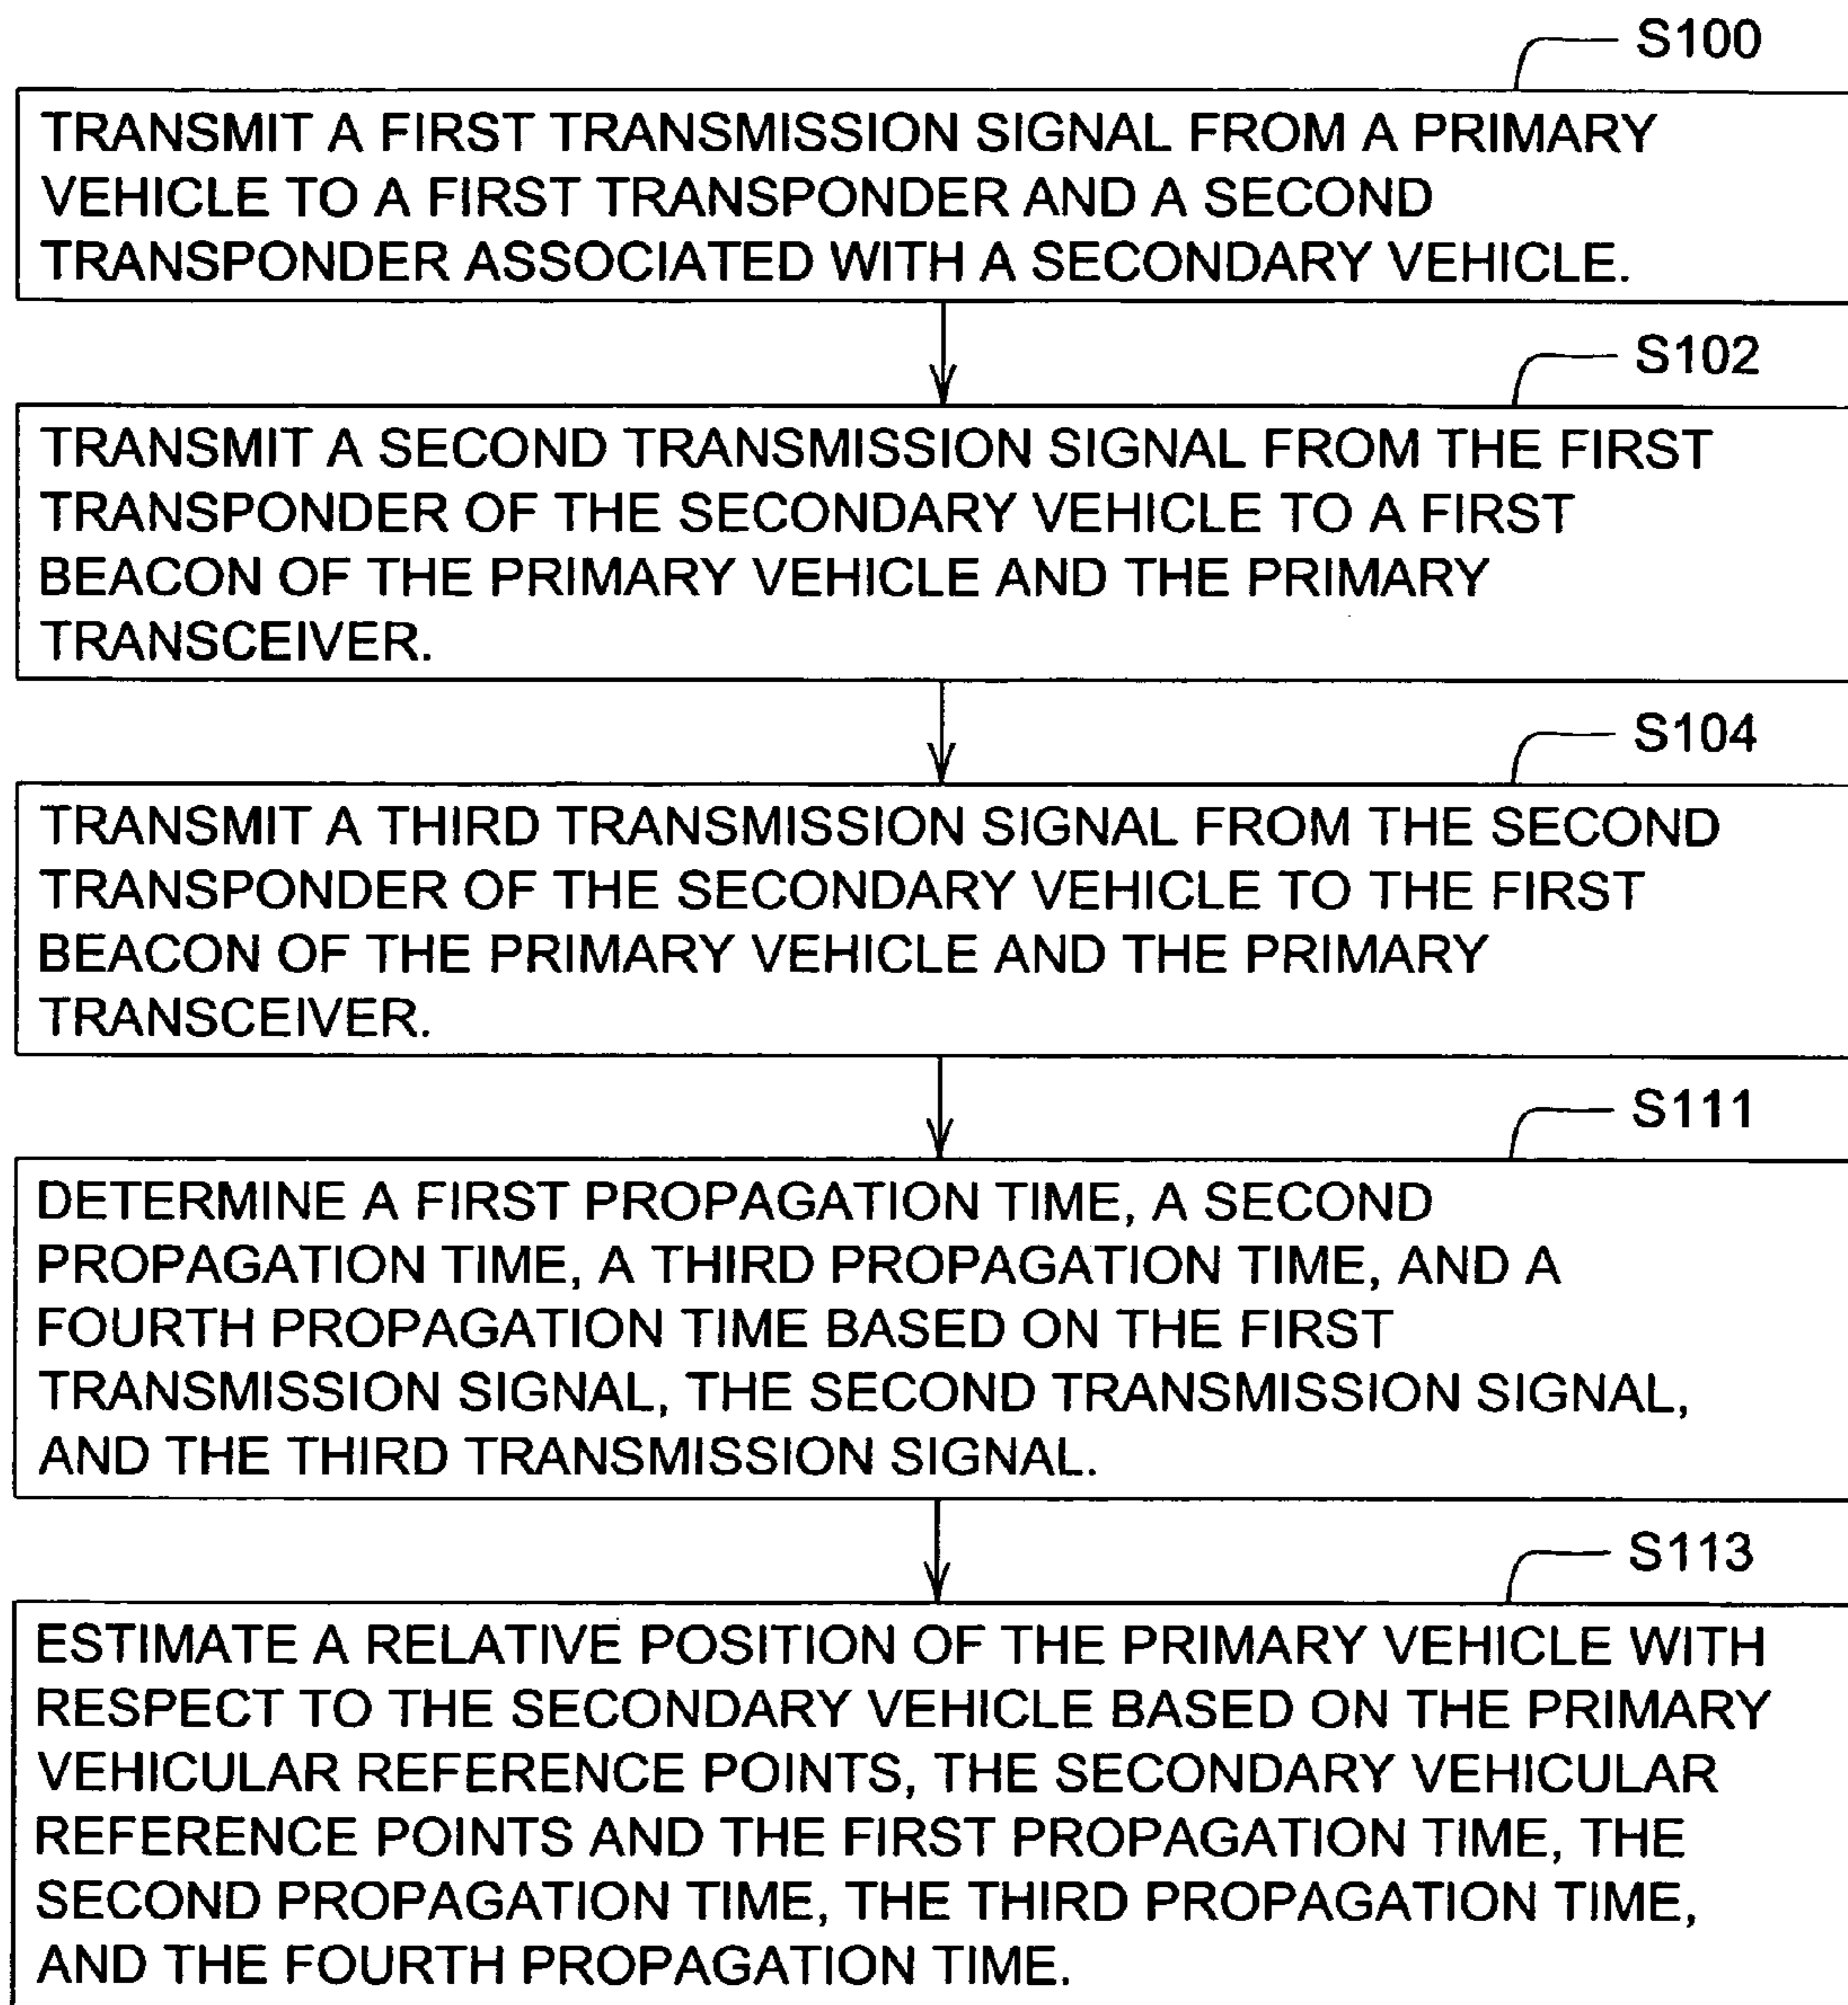 S100
TRANSMIT A FIRST TRANSMISSION SIGNAL FROM A PRIMARY
VEHICLE TO A FIRST TRANSPONDER AND A SECOND
TRANSPONDER ASSOCIATED WITH A SECONDARY VEHICLE.
S102
TRANSMIT A SECOND TRANSMISSION SIGNAL FROM THE FIRST
TRANSPONDER OF THE SECONDARY VEHICLE TO A FIRST
BEACON OF THE PRIMARY VEHICLE AND THE PRIMARY
TRANSCEIVER.
S104
TRANSMIT A THIRD TRANSMISSION SIGNAL FROM THE SECOND
TRANSPONDER OF THE SECONDARY VEHICLE TO THE FIRST
BEACON OF THE PRIMARY VEHICLE AND THE PRIMARY
TRANSCEIVER.
S111
DETERMINE A FIRST PROPAGATION TIME, A SECOND
PROPAGATION TIME, A THIRD PROPAGATION TIME, AND A
FOURTH PROPAGATION TIME BASED ON THE FIRST
TRANSMISSION SIGNAL, THE SECOND TRANSMISSION SIGNAL,
AND THE THIRD TRANSMISSION SIGNAL.
S113
ESTIMATE A RELATIVE POSITION OF THE PRIMARY VEHICLE WITH
RESPECT TO THE SECONDARY VEHICLE BASED ON THE PRIMARY
VEHICULAR REFERENCE POINTS, THE SECONDARY VEHICULAR
REFERENCE POINTS AND THE FIRST PROPAGATION TIME, THE
SECOND PROPAGATION TIME, THE THIRD PROPAGATION TIME,
AND THE FOURTH PROPAGATION TIME.